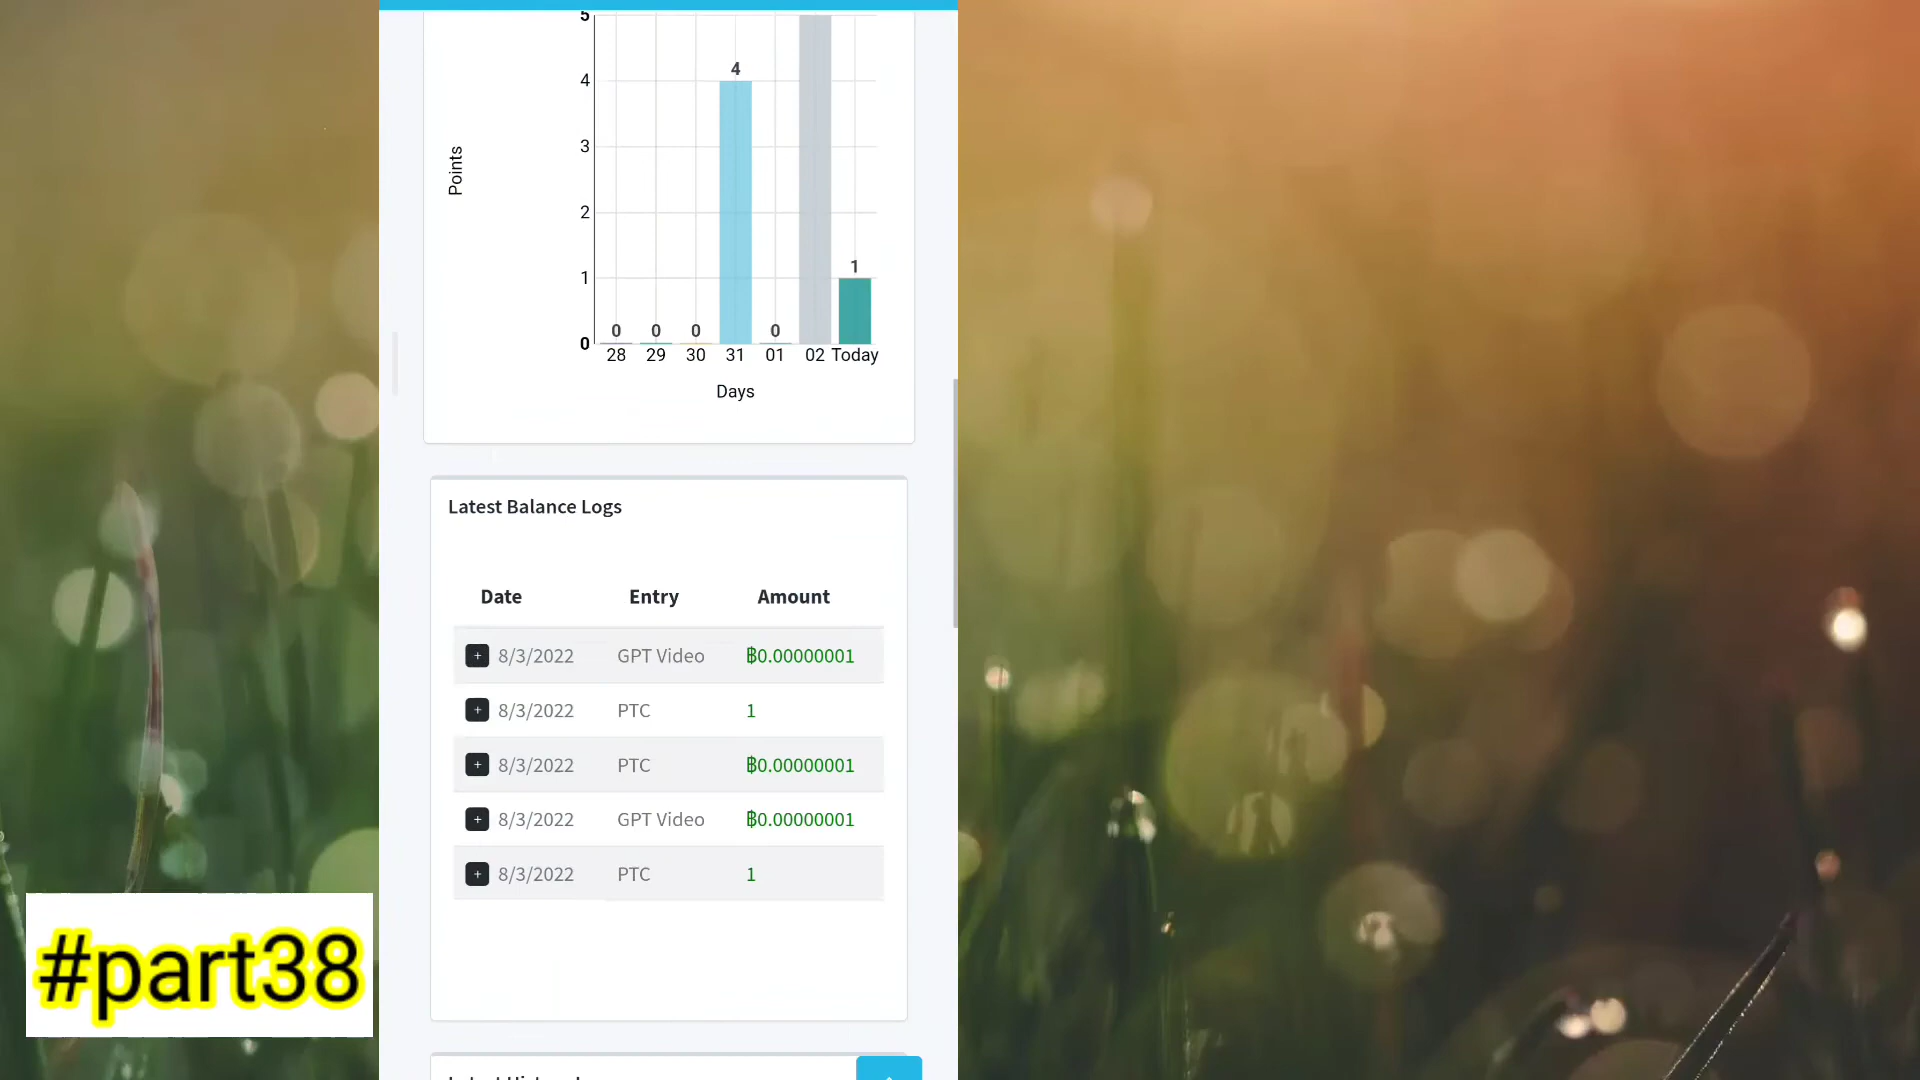 5
4
4
3
Points
2
1
1
0 0 0 0
0
28 29 30 31 01 02 Today
Days
Latest Balance Logs
Date Entry Amount
+ 8/3/2022 GPT Video ฿0.00000001
+ 8/3/2022 PTC 1
+ 8/3/2022 PTC ฿0.00000001
+ 8/3/2022 GPT Video ฿0.00000001
+ 8/3/2022 PTC 1
#part38